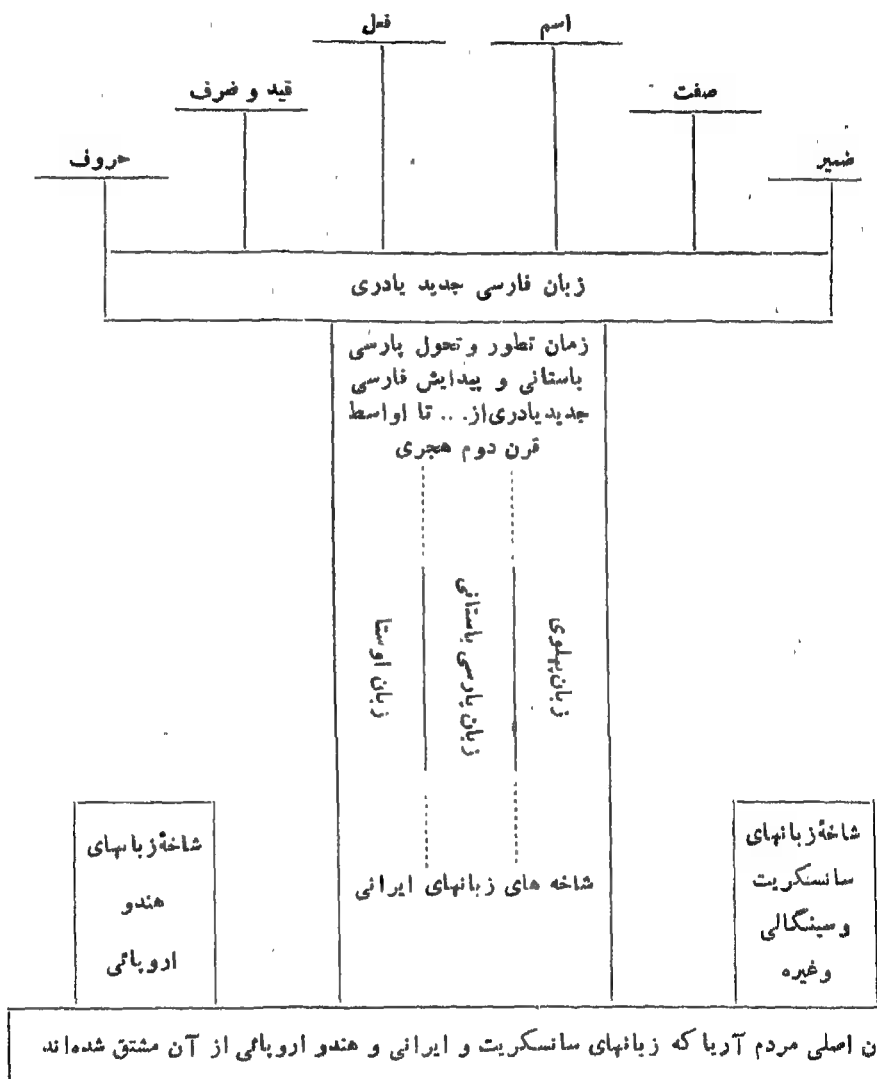 اسم
فعل
صفت
قید و ضرف
ضمیر
حروف
زبان فارسی جدید یادری
زمان تطور و تحول پارسی
باستانی و پیدایش فارسی
جدید یادری از... تا اواسط
قرن دوم هجری
زبان پهلوی
زبان پارسی باستانی
زبان اوستا
شاخه های زبانهای ایرانی
شاخهٔ زبانهای
سانسکریت
و سینگالی
و غیره
شاخهٔ زبانهای
هندو
اروپائی
ن اصلی مردم آریا که زبانهای سانسکریت و ایرانی و هندو اروپائی از آن مشتق شده‌اند